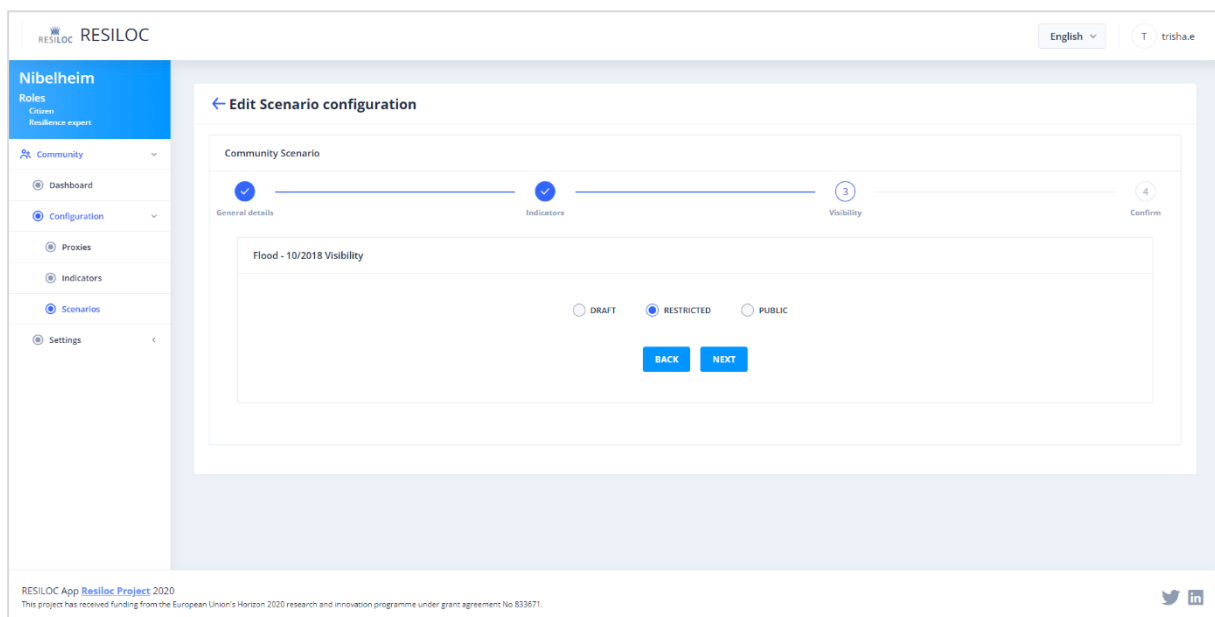 RESILOC RESILOC
English
T trisha.e
Nibelheim
Roles
Citizen
Resilience expert
Community
Dashboard
Configuration
Proxies
Indicators
Scenarios
Settings
Edit Scenario configuration
Community Scenario
3
4
General details
Indicators
Visibility
Confirm
Flood - 10/2018 Visibility
DRAFT
RESTRICTED
PUBLIC
BACK
NEXT
RESILOC App Resiloc Project 2020
This project has received funding from the European Union's Horizon 2020 research and innovation programme under grant agreement No 833671.
in